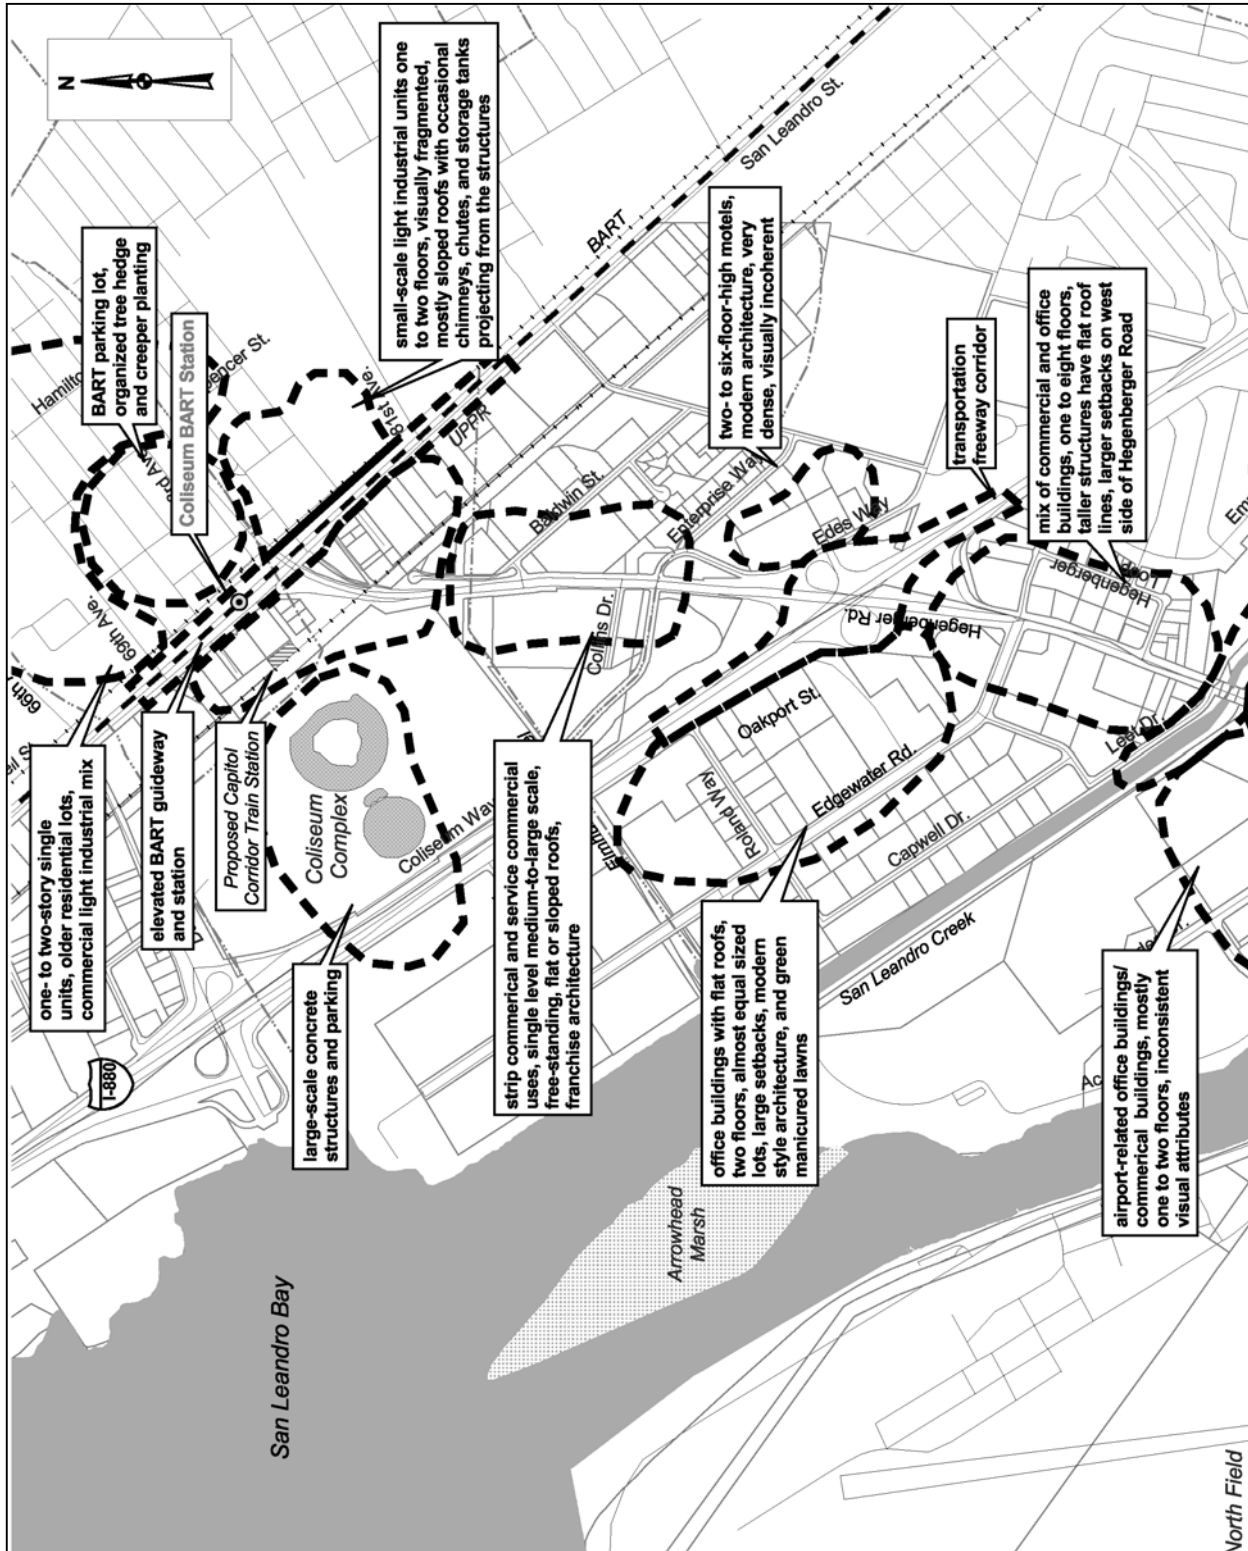 N
66th
69th Ave.
Hamilto
pencer St.
rd Av
BART parking lot,
organized tree hedge
and creeper planting
Coliseum BART Station
small-scale light industrial units one
to two floors, visually fragmented,
mostly sloped roofs with occasional
chimneys, chutes, and storage tanks
projecting from the structures
one- to two-story single
units, older residential lots,
commercial light industrial mix
elevated BART guideway
and station
Proposed Capitol
Corridor Train Station
81st Ave.
UPPR
BART
San Leandro St.
I-880
Coliseum
Complex
Coliseum Way
large-scale concrete
structures and parking
Baldwin St.
Enterprise Way
Collins Dr.
Edes Way
two- to six-floor-high motels,
modern architecture, very
dense, visually incoherent
strip commerical and service commercial
uses, single level medium-to-large scale,
free-standing, flat or sloped roofs,
franchise architecture
transportation
freeway corridor
Elmh
Oakport St.
Roland Way
Edgewater Rd.
Capwell Dr.
Hegenberger Rd.
Hegenberger
Loop
mix of commercial and office
buildings, one to eight floors,
taller structures have flat roof
lines, larger setbacks on west
side of Hegenberger Road
Leet Dr.
San Leandro Creek
office buildings with flat roofs,
two floors, almost equal sized
lots, large setbacks, modern
style architecture, and green
manicured lawns
San Leandro Bay
Arrowhead
Marsh
airport-related office buildings/
commerical buildings, mostly
one to two floors, inconsistent
visual attributes
North Field